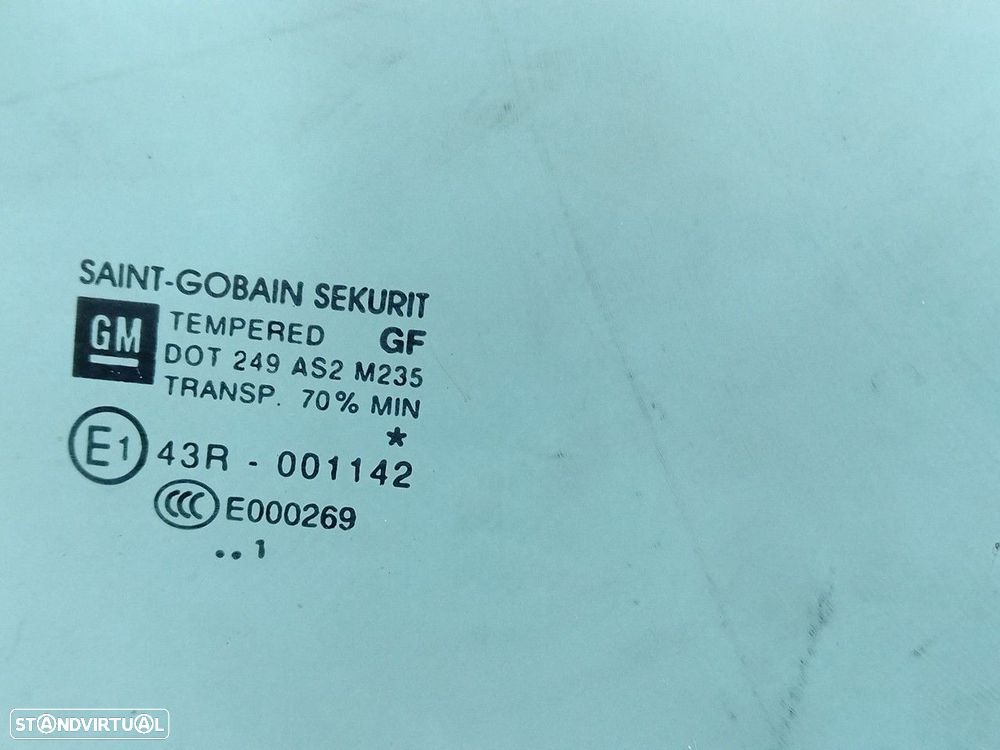 SAINT-GOBAIN SEKURIT
GM
TEMPERED GF
DOT 249 AS2 M235
TRANSP. 70% MIN
*
E1 43R - 001142
CCC E000269
..1
STANDVIRTUAL